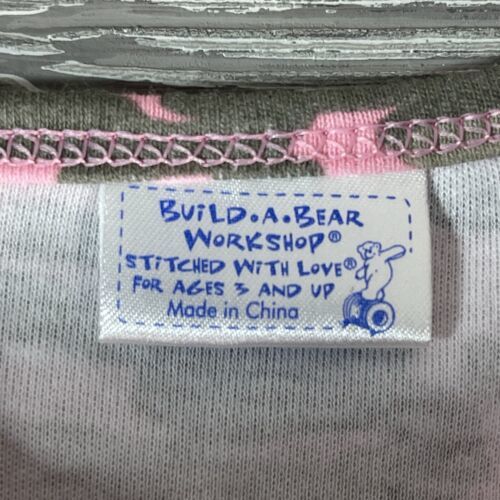 BUILD•A•BEAR
WORKSHOP®
STITCHED WITH LOVE®
FOR AGES 3 AND UP
Made in China